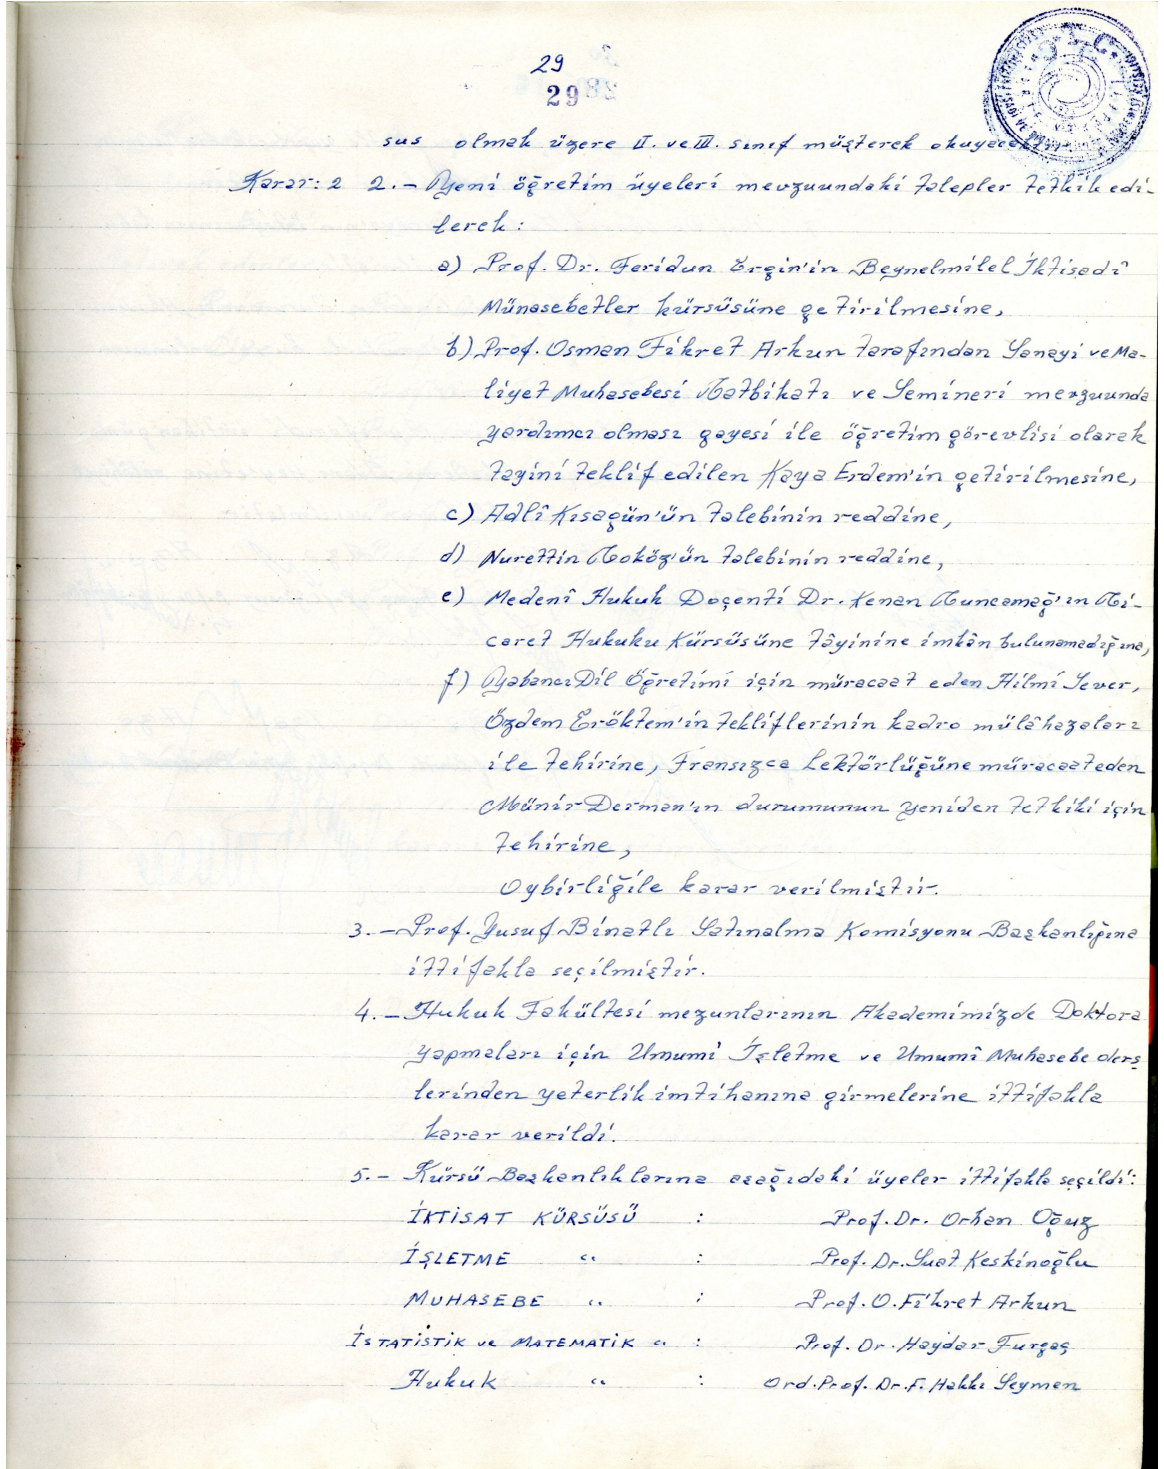 29
29
sus olmak üzere II. ve III. sınıf müşterek okuyacaktır.
Karar: 2 2.- Yeni öğretim üyeleri mevzuundaki talepler tetkik edi-
lerek :
a) Prof. Dr. Feridun Ergin'in Beynelmilel İktisadî
Münasebetler kürsüsüne getirilmesine,
b) Prof. Osman Fikret Arkun tarafından Sanayi ve Ma-
liyet Muhasebesi Tatbikatı ve Semineri mevzuunda
yardımcı olması gayesi ile öğretim görevlisi olarak
tayini teklif edilen Kaya Erdem'in getirilmesine,
c) Adlî Kısagün'ün talebinin reddine,
d) Nurettin Toköz'ün talebinin reddine,
e) Medenî Hukuk Doçenti Dr. Kenan Tunçamağ'ın Ti-
caret Hukuku Kürsüsüne tâyinine imkân bulunamadığına,
f) Yabancı Dil Öğretimi için müracaat eden Hilmi Sever,
Özdem Eröktem'in tekliflerinin kadro mülâhazaları
ile tehirine, Fransızca Lektörlüğüne müracaat eden
Münir Derman'ın durumunun yeniden tetkiki için
tehirine,
Oybirliğile karar verilmiştir.
3.- Prof. Yusuf Binatlı Satınalma Komisyonu Başkanlığına
ittifakla seçilmiştir.
4.- Hukuk Fakültesi mezunlarının Akademimizde Doktora
yapmaları için Umumi İşletme ve Umumî Muhasebe ders
lerinden yeterlik imtihanına girmelerine ittifakla
karar verildi.
5.- Kürsü Başkanlıklarına aşağıdaki üyeler ittifakla seçildi:
İKTİSAT KÜRSÜSÜ : Prof. Dr. Orhan Oğuz
İŞLETME " : Prof. Dr. Suat Keskinoğlu
MUHASEBE " : Prof. O. Fikret Arkun
İSTATİSTİK ve MATEMATİK " : Prof. Dr. Haydar Furgaç
Hukuk " : Ord. Prof. Dr. F. Hakkı Seymen